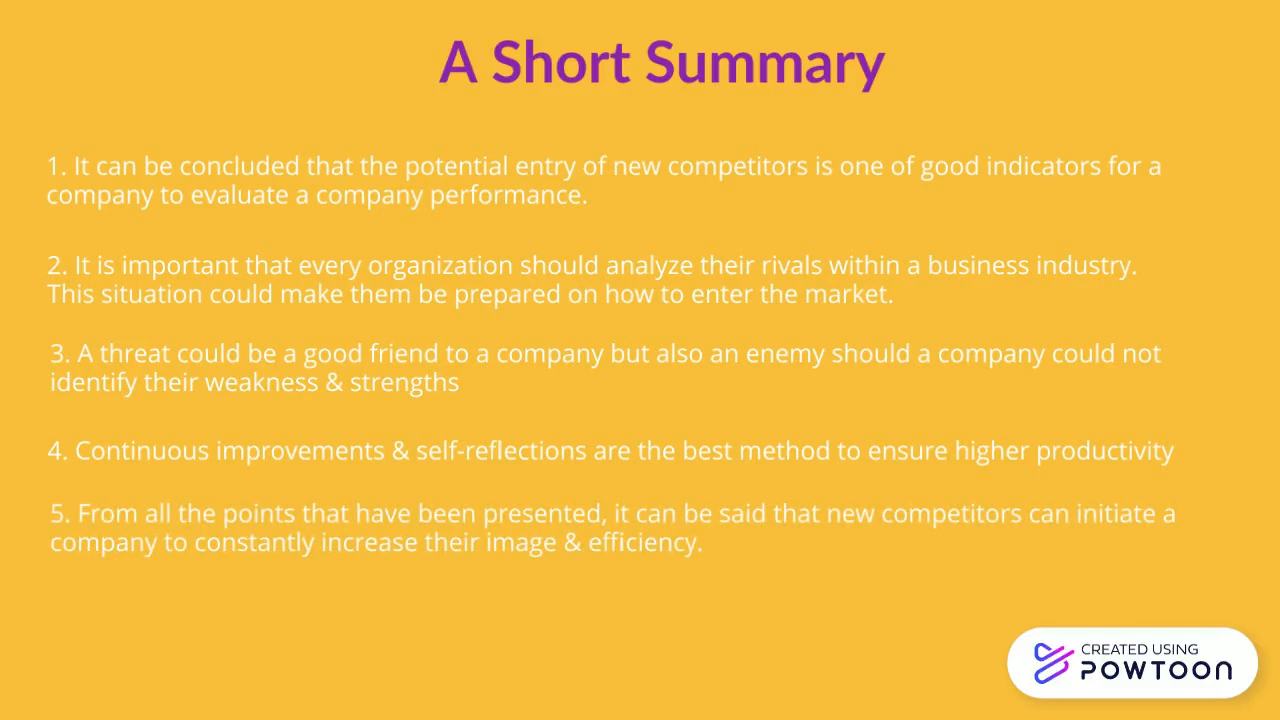 A Short Summary
1. It can be concluded that the potential entry of new competitors is one of good indicators for a
company to evaluate a company performance.
2. It is important that every organization should analyze their rivals within a business industry.
This situation could make them be prepared on how to enter the market.
3. A threat could be a good friend to a company but also an enemy should a company could not
identify their weakness & strengths
4. Continuous improvements & self-reflections are the best method to ensure higher productivity
5. From all the points that have been presented, it can be said that new competitors can initiate a
company to constantly increase their image & efficiency.
CREATED USING
POWTOON